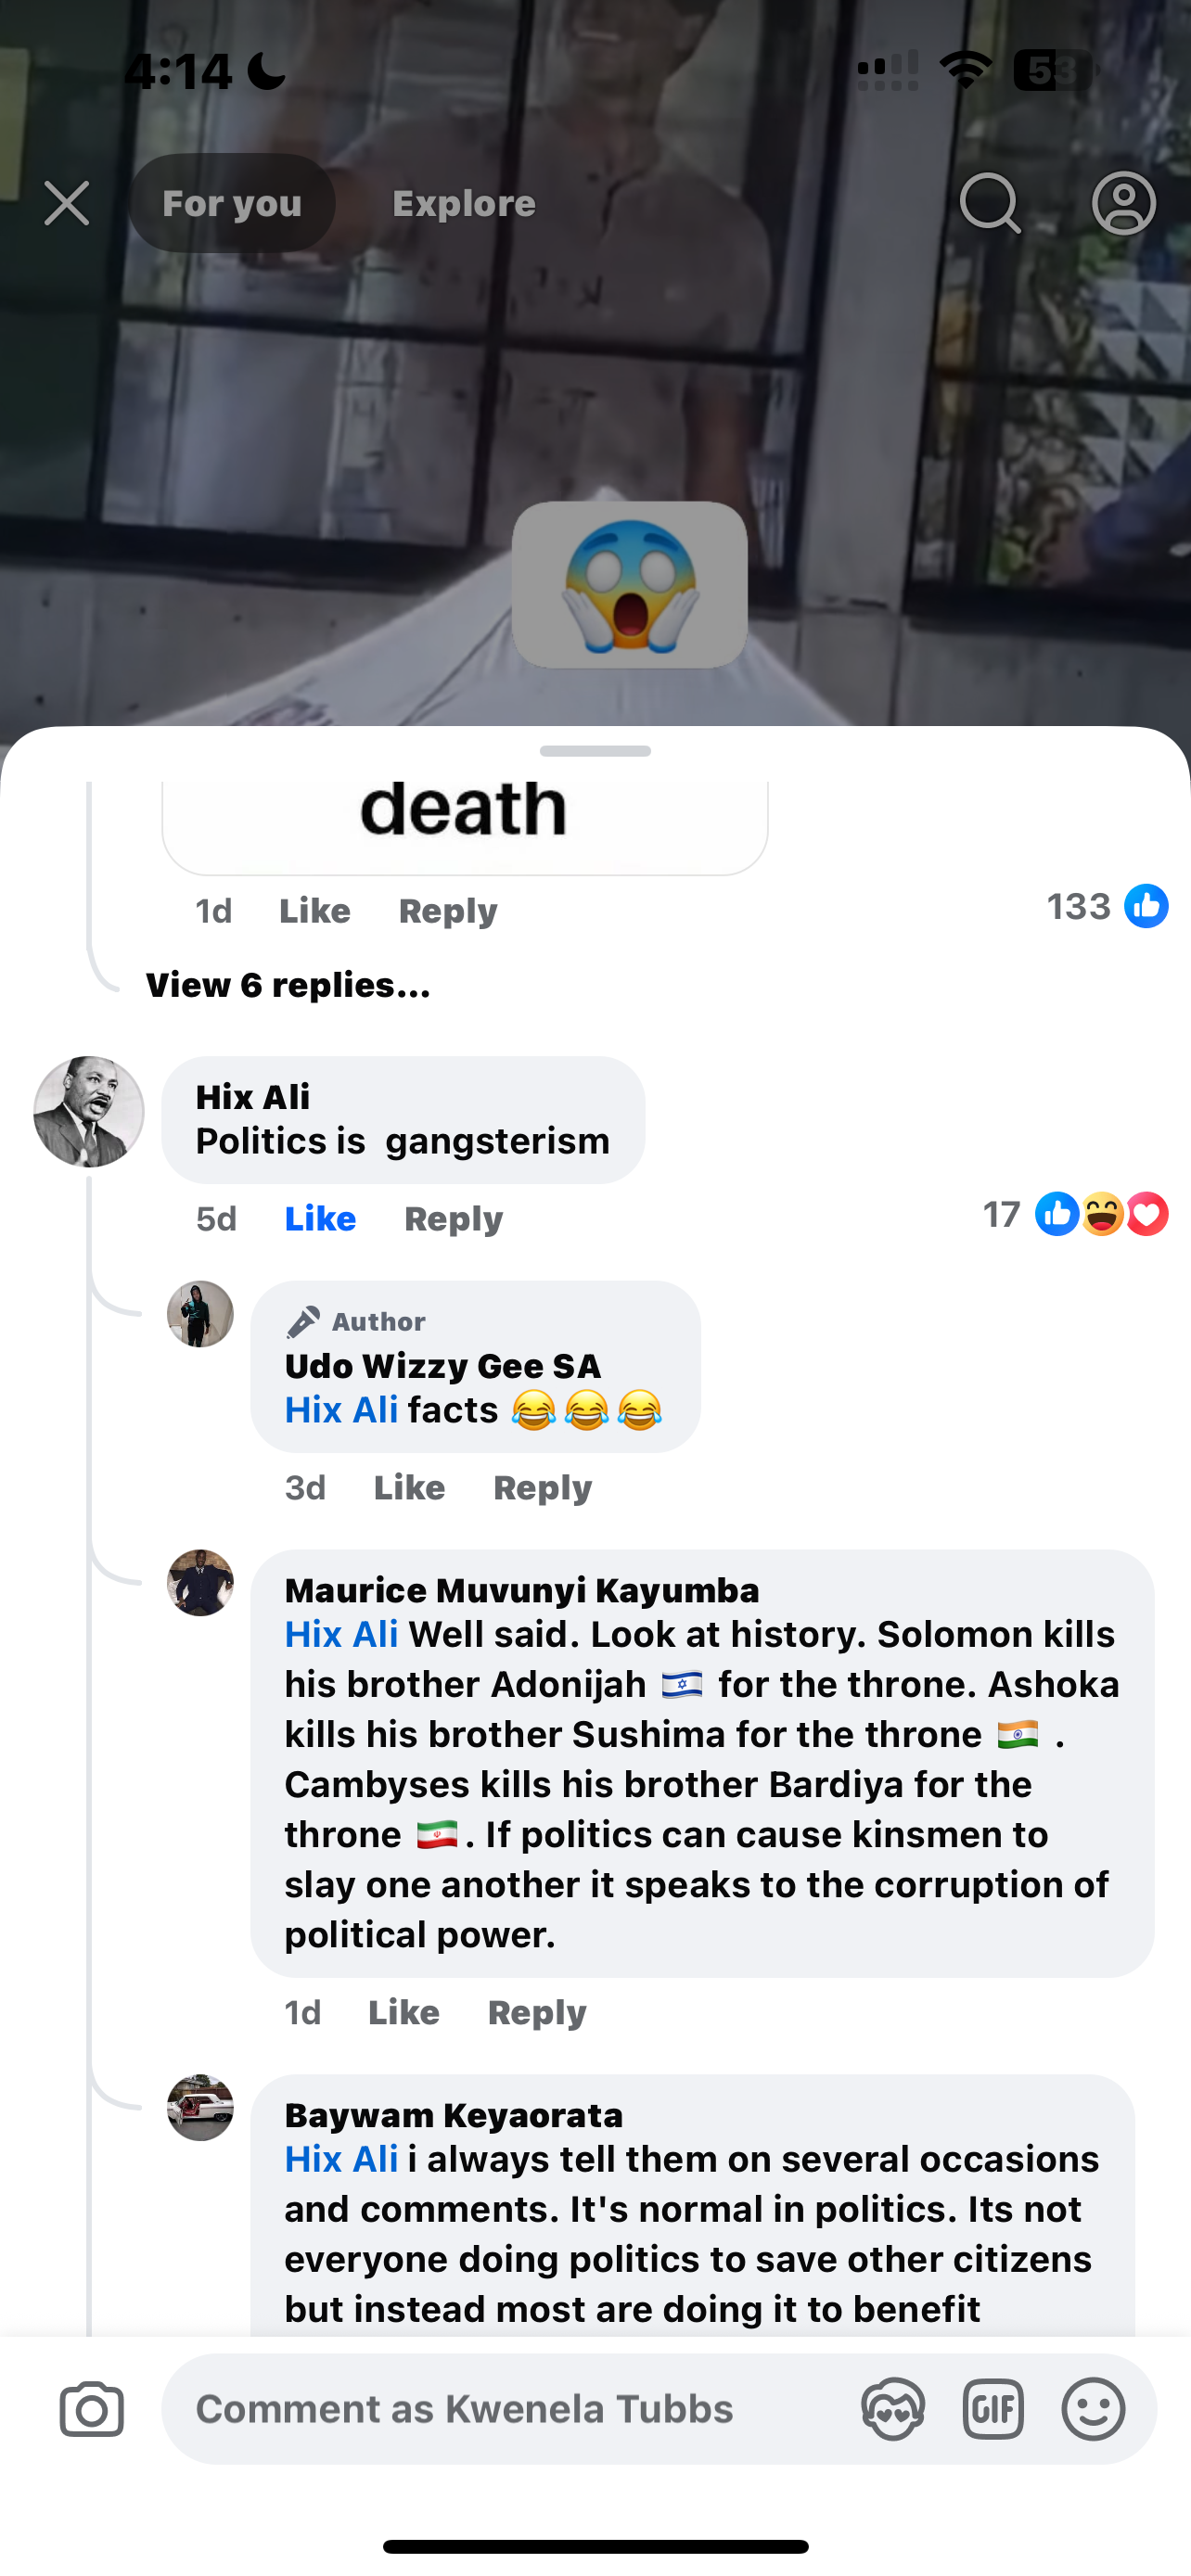 4:14
53
For you Explore
death
1d Like Reply 133
View 6 replies...
Hix Ali
Politics is  gangsterism
5d Like Reply 17
Author
Udo Wizzy Gee SA
Hix Ali facts 😂😂😂
3d Like Reply
Maurice Muvunyi Kayumba
Hix Ali Well said. Look at history. Solomon kills
his brother Adonijah 🇮🇱 for the throne. Ashoka
kills his brother Sushima for the throne 🇮🇳 .
Cambyses kills his brother Bardiya for the
throne 🇮🇷. If politics can cause kinsmen to
slay one another it speaks to the corruption of
political power.
1d Like Reply
Baywam Keyaorata
Hix Ali i always tell them on several occasions
and comments. It's normal in politics. Its not
everyone doing politics to save other citizens
but instead most are doing it to benefit
Comment as Kwenela Tubbs
GIF